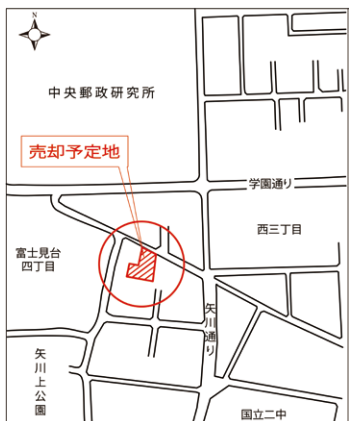 N
中央郵政研究所
売却予定地
学園通り
西三丁目
富士見台
四丁目
矢川通り
矢川上公園
国立二中